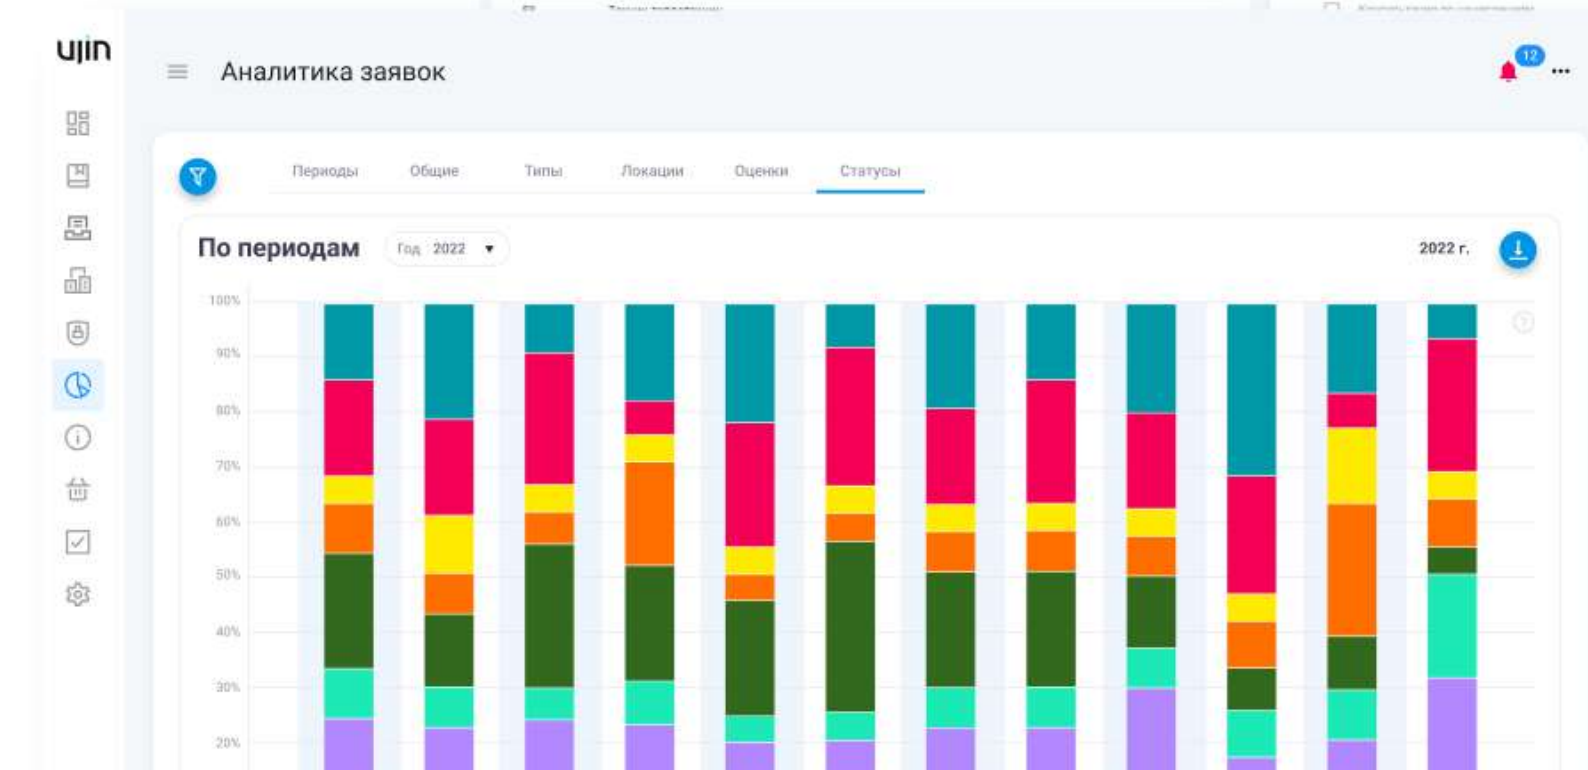 ujin
Аналитика заявок
12
Периоды Общие Типы Локации Оценки Статусы
По периодам Год 2022 2022 г.
100%
90%
80%
70%
60%
50%
40%
30%
20%